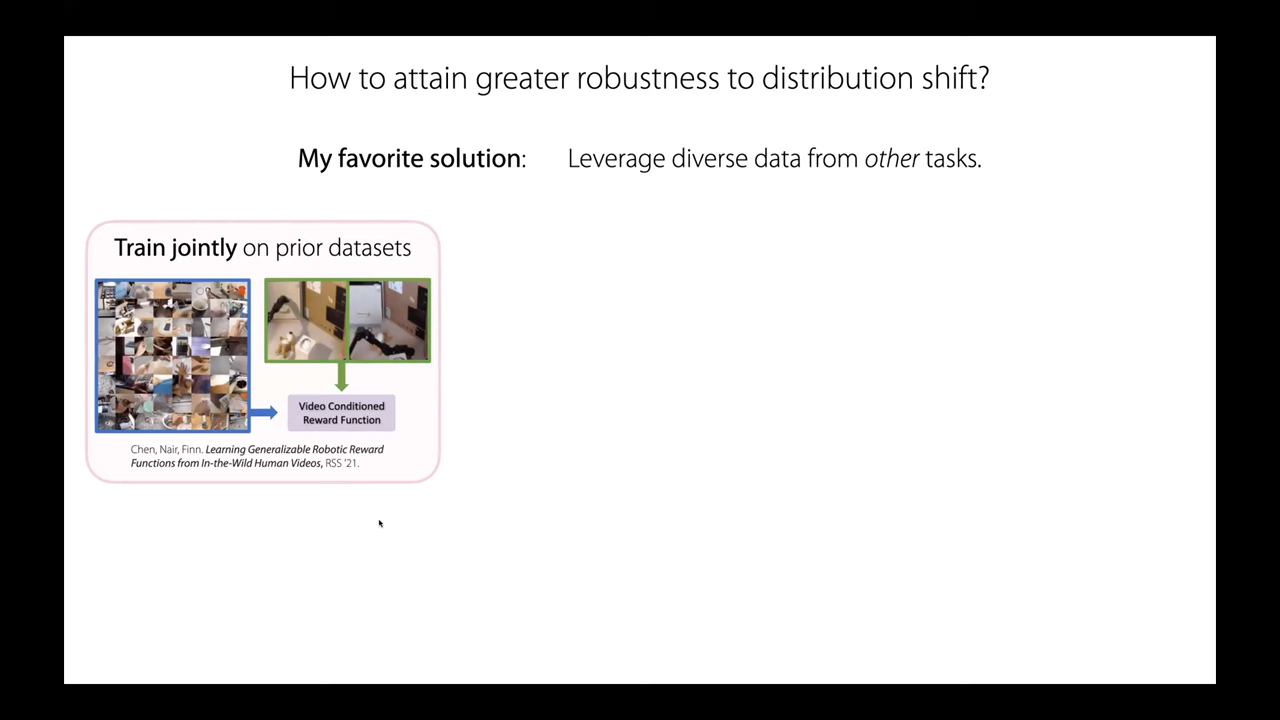 How to attain greater robustness to distribution shift?
My favorite solution: Leverage diverse data from other tasks.
Train jointly on prior datasets
Video Conditioned
Reward Function
Chen, Nair, Finn. Learning Generalizable Robotic Reward
Functions from In-the-Wild Human Videos, RSS '21.